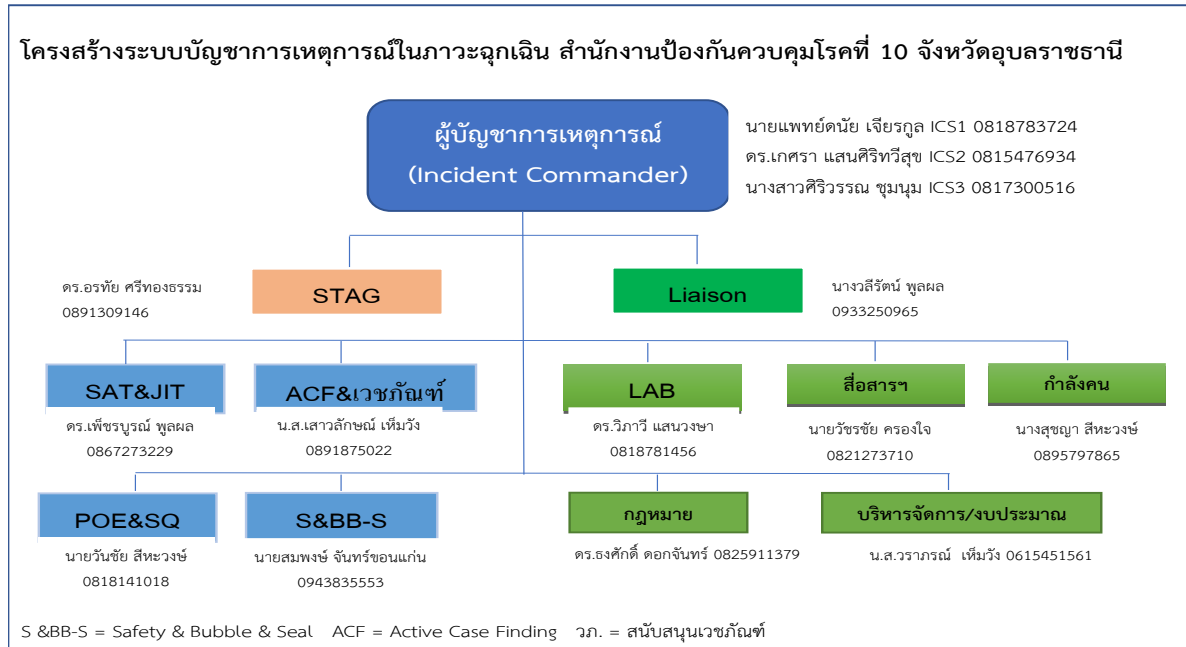 โครงสร้างระบบบัญชาการเหตุการณ์ในภาวะฉุกเฉิน สำนักงานป้องกันควบคุมโรคที่ 10 จังหวัดอุบลราชธานี
ผู้บัญชาการเหตุการณ์
(Incident Commander)
นายแพทย์ดนัย เจียรกูล ICS1 0818783724
ดร.เกศรา แสนศิริทวีสุข ICS2 0815476934
นางสาวศิริวรรณ ชุมนุม ICS3 0817300516
ดร.อรทัย ศรีทองธรรม
0891309146
STAG
Liaison
นางวลีรัตน์ พูลผล
0933250965
SAT&JIT
ดร.เพ็ชรบูรณ์ พูลผล
0867273229
ACF&เวชภัณฑ์
น.ส.เสาวลักษณ์ เห็มวัง
0891875022
LAB
ดร.วิภาวี แสนวงษา
0818781456
สื่อสารฯ
นายวัชรชัย ครองใจ
0821273710
กำลังคน
นางสุชญา สีหะวงษ์
0895797865
POE&SQ
นายวันชัย สีหะวงษ์
0818141018
S&BB-S
นายสมพงษ์ จันทร์ขอนแก่น
0943835553
กฎหมาย
ดร.ธงศักดิ์ ดอกจันทร์ 0825911379
บริหารจัดการ/งบประมาณ
น.ส.วราภรณ์ เห็มวัง 0615451561
S &BB-S = Safety & Bubble & Seal ACF = Active Case Finding วภ. = สนับสนุนเวชภัณฑ์